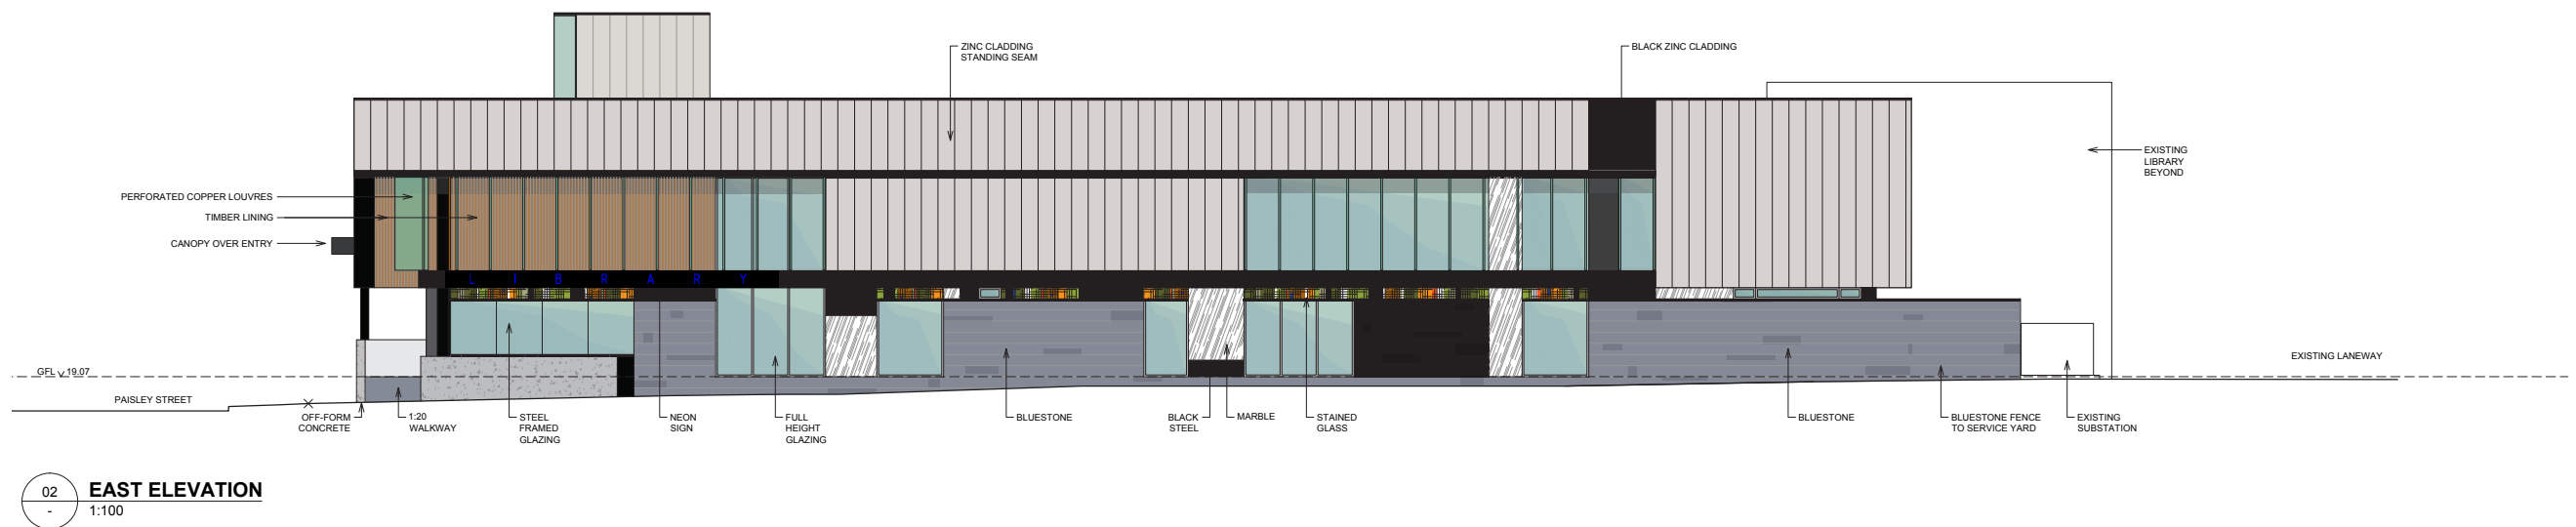 ZINC CLADDING
STANDING SEAM
BLACK ZINC CLADDING
EXISTING
LIBRARY
BEYOND
PERFORATED COPPER LOUVRES
TIMBER LINING
CANOPY OVER ENTRY
L I B R A R Y
GFL 19.07
EXISTING LANEWAY
PAISLEY STREET
OFF-FORM
CONCRETE
1:20
WALKWAY
STEEL
FRAMED
GLAZING
NEON
SIGN
FULL
HEIGHT
GLAZING
BLUESTONE
BLACK
STEEL
MARBLE
STAINED
GLASS
BLUESTONE
BLUESTONE FENCE
TO SERVICE YARD
EXISTING
SUBSTATION
02
-
EAST ELEVATION
1:100